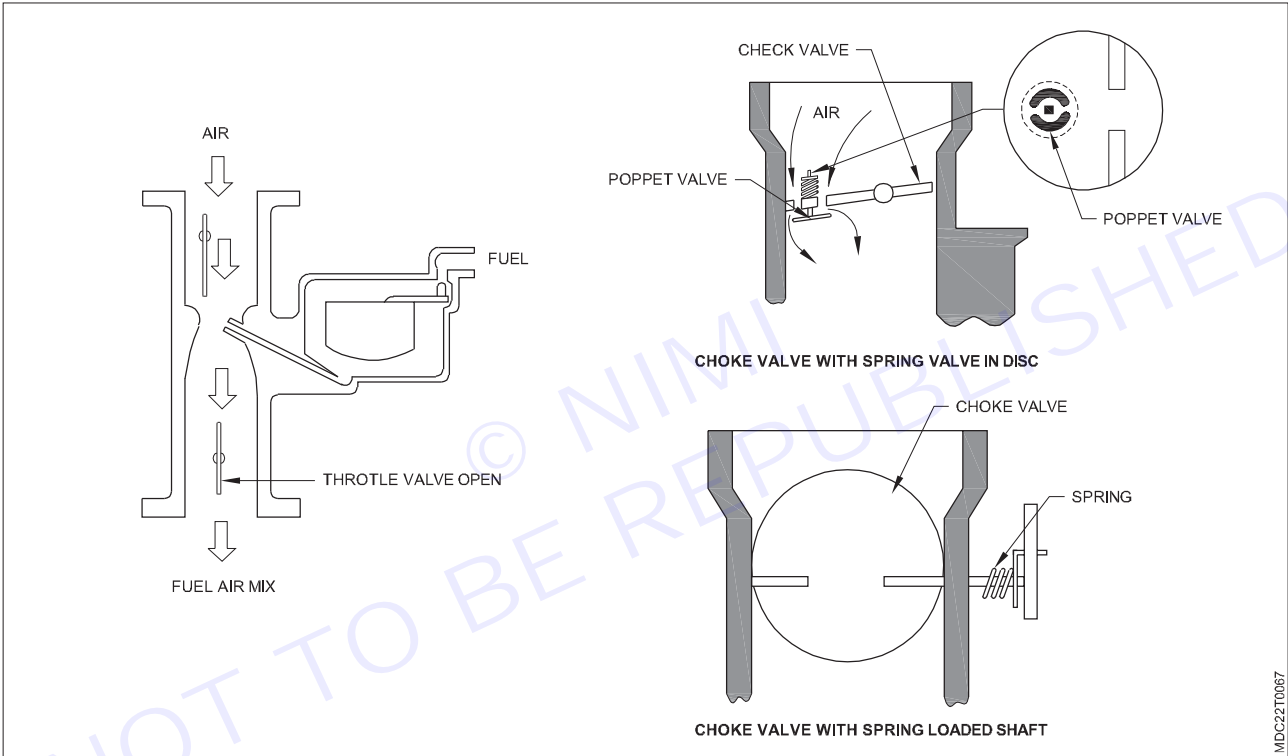 AIR
FUEL
THROTLE VALVE OPEN
FUEL AIR MIX
CHECK VALVE
AIR
POPPET VALVE
POPPET VALVE
CHOKE VALVE WITH SPRING VALVE IN DISC
CHOKE VALVE
SPRING
CHOKE VALVE WITH SPRING LOADED SHAFT
MDC22T0067
© NIMI
NOT TO BE REPUBLISHED